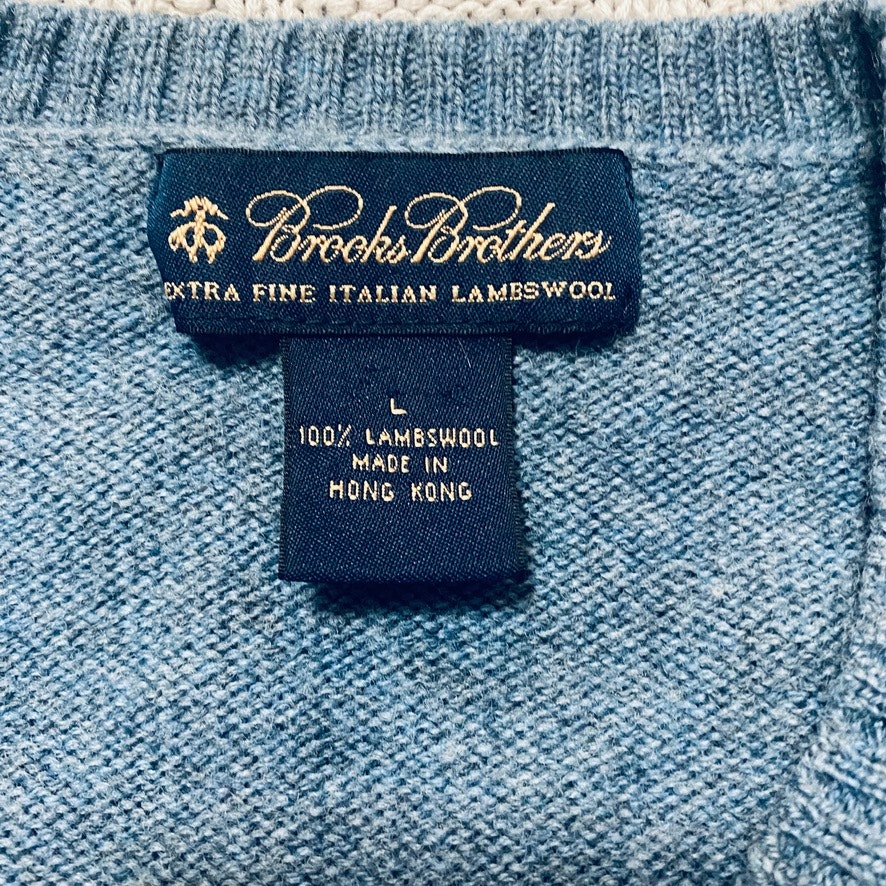 Brooks Brothers
EXTRA FINE ITALIAN LAMBSWOOL
L
100% LAMBSWOOL
MADE IN
HONG KONG